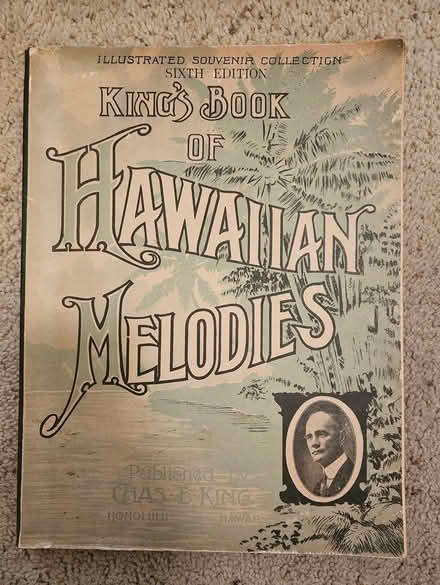 ILLUSTRATED SOUVENIR COLLECTION
SIXTH EDITION
KING'S BOOK
OF
HAWAIIAN
MELODIES
Published by
CHAS. E. KING
HONOLULU HAWAII